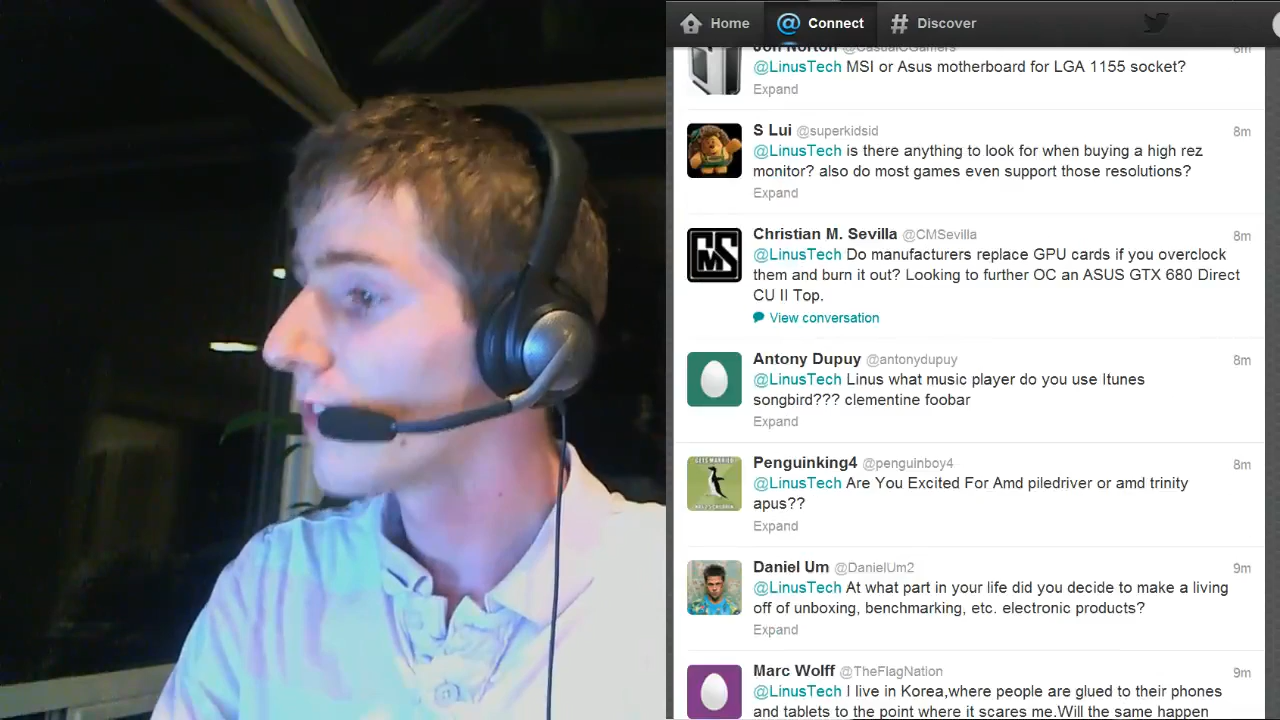 Home
Connect
Discover
Jon Norton @CasualCGamers
@LinusTech MSI or Asus motherboard for LGA 1155 socket?
Expand
S Lui @superkidsid 8m
@LinusTech is there anything to look for when buying a high rez
monitor? also do most games even support those resolutions?
Expand
Christian M. Sevilla @CMSevilla 8m
@LinusTech Do manufacturers replace GPU cards if you overclock
them and burn it out? Looking to further OC an ASUS GTX 680 Direct
CU II Top.
View conversation
Antony Dupuy @antonydupuy 8m
@LinusTech Linus what music player do you use Itunes
songbird??? clementine foobar
Expand
GETS MARRIED
Penguinking4 @penguinboy4 8m
@LinusTech Are You Excited For Amd piledriver or amd trinity
apus??
Expand
Daniel Um @DanielUm2 9m
@LinusTech At what part in your life did you decide to make a living
off of unboxing, benchmarking, etc. electronic products?
Expand
Marc Wolff @TheFlagNation 9m
@LinusTech I live in Korea,where people are glued to their phones
and tablets to the point where it scares me.Will the same happen